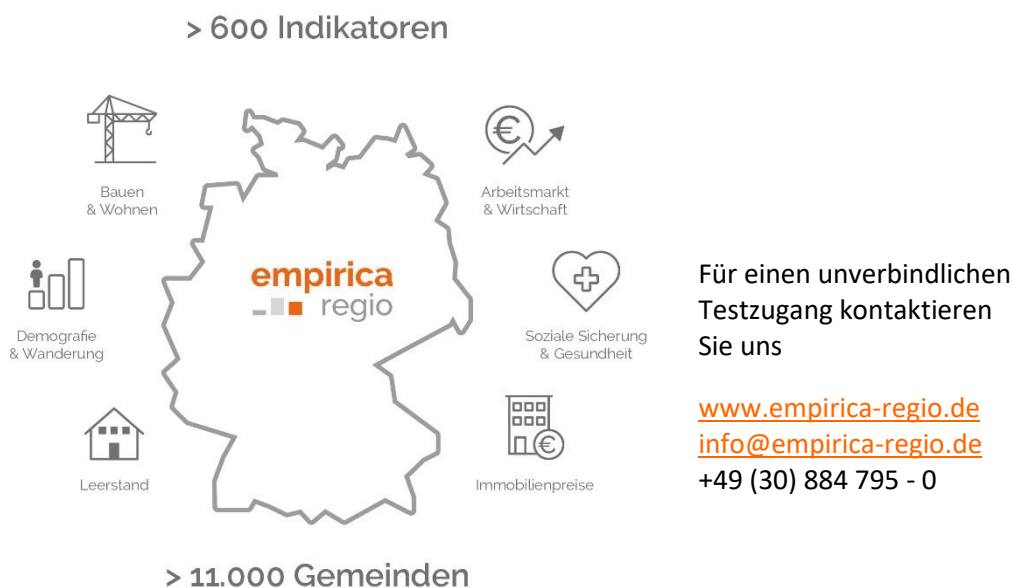 > 600 Indikatoren
Bauen
& Wohnen
Arbeitsmarkt
& Wirtschaft
empirica
regio
Demografie
& Wanderung
Soziale Sicherung
& Gesundheit
Leerstand
Immobilienpreise
> 11.000 Gemeinden
Für einen unverbindlichen
Testzugang kontaktieren
Sie uns
www.empirica-regio.de
info@empirica-regio.de
+49 (30) 884 795 - 0